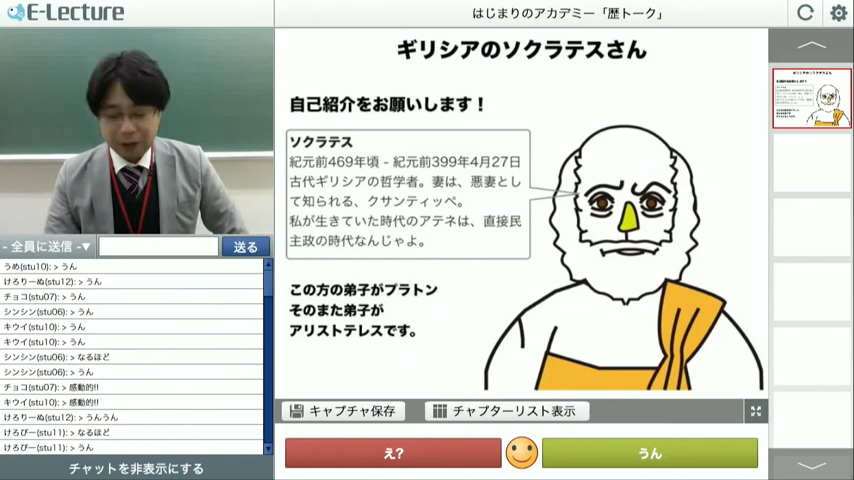 E-Lecture
はじまりのアカデミー「歴トーク」
ギリシアのソクラテスさん
自己紹介をお願いします！
ソクラテス
紀元前469年頃 - 紀元前399年4月27日
古代ギリシアの哲学者。妻は、悪妻とし
て知られる、クサンティッペ。
私が生きていた時代のアテネは、直接民
主政の時代なんじゃよ。
この方の弟子がプラトン
そのまた弟子が
アリストテレスです。
- 全員に送信 -▼
送る
うめ(stu10): > うん
けろりーぬ(stu12): > うん
チョコ(stu07): > うん
シンシン(stu06): > うん
キウイ(stu10): > うん
キウイ(stu10): > うん
シンシン(stu06): > なるほど
シンシン(stu06): > うん
チョコ(stu07): > 感動的!!
キウイ(stu10): > 感動的!!
けろりーぬ(stu12): > うんうん
けろぴー(stu11): > なるほど
けろぴー(stu11): > うん
チャットを非表示にする
キャプチャ保存
チャプターリスト表示
え?
うん
ギリシアのソクラテスさん